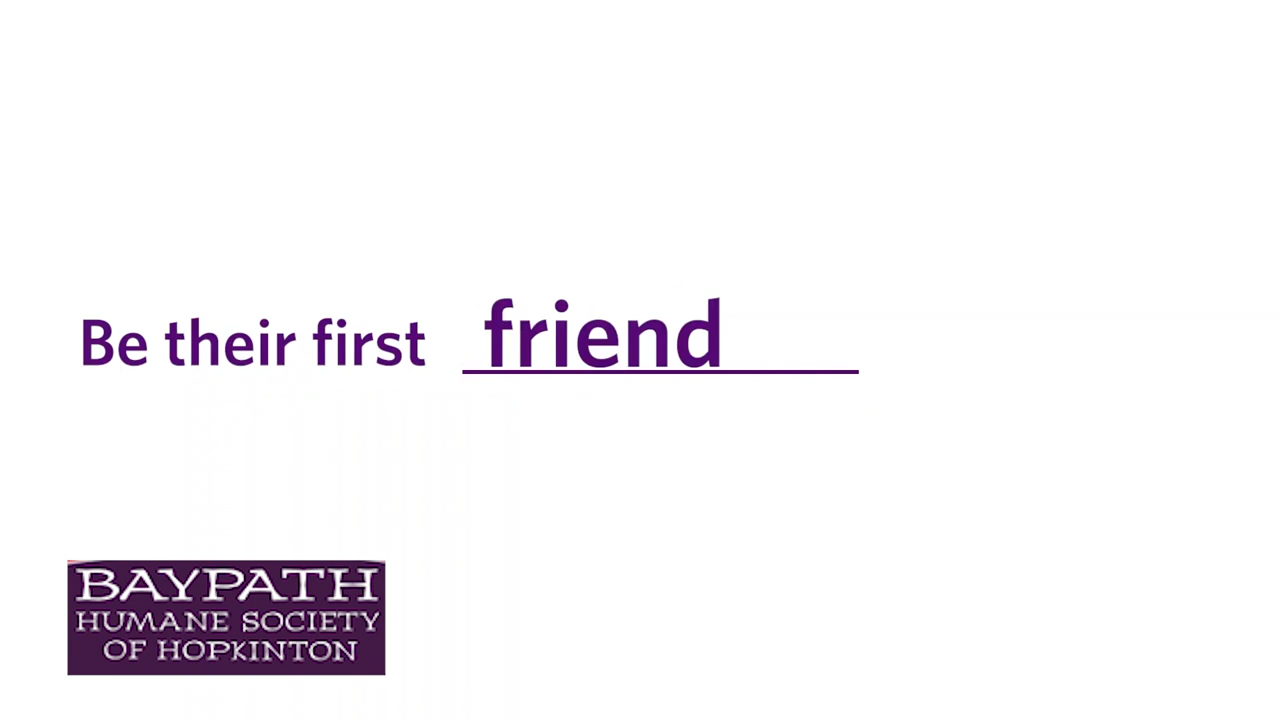 Be their first friend
BAYPATH
HUMANE SOCIETY
OF HOPKINTON